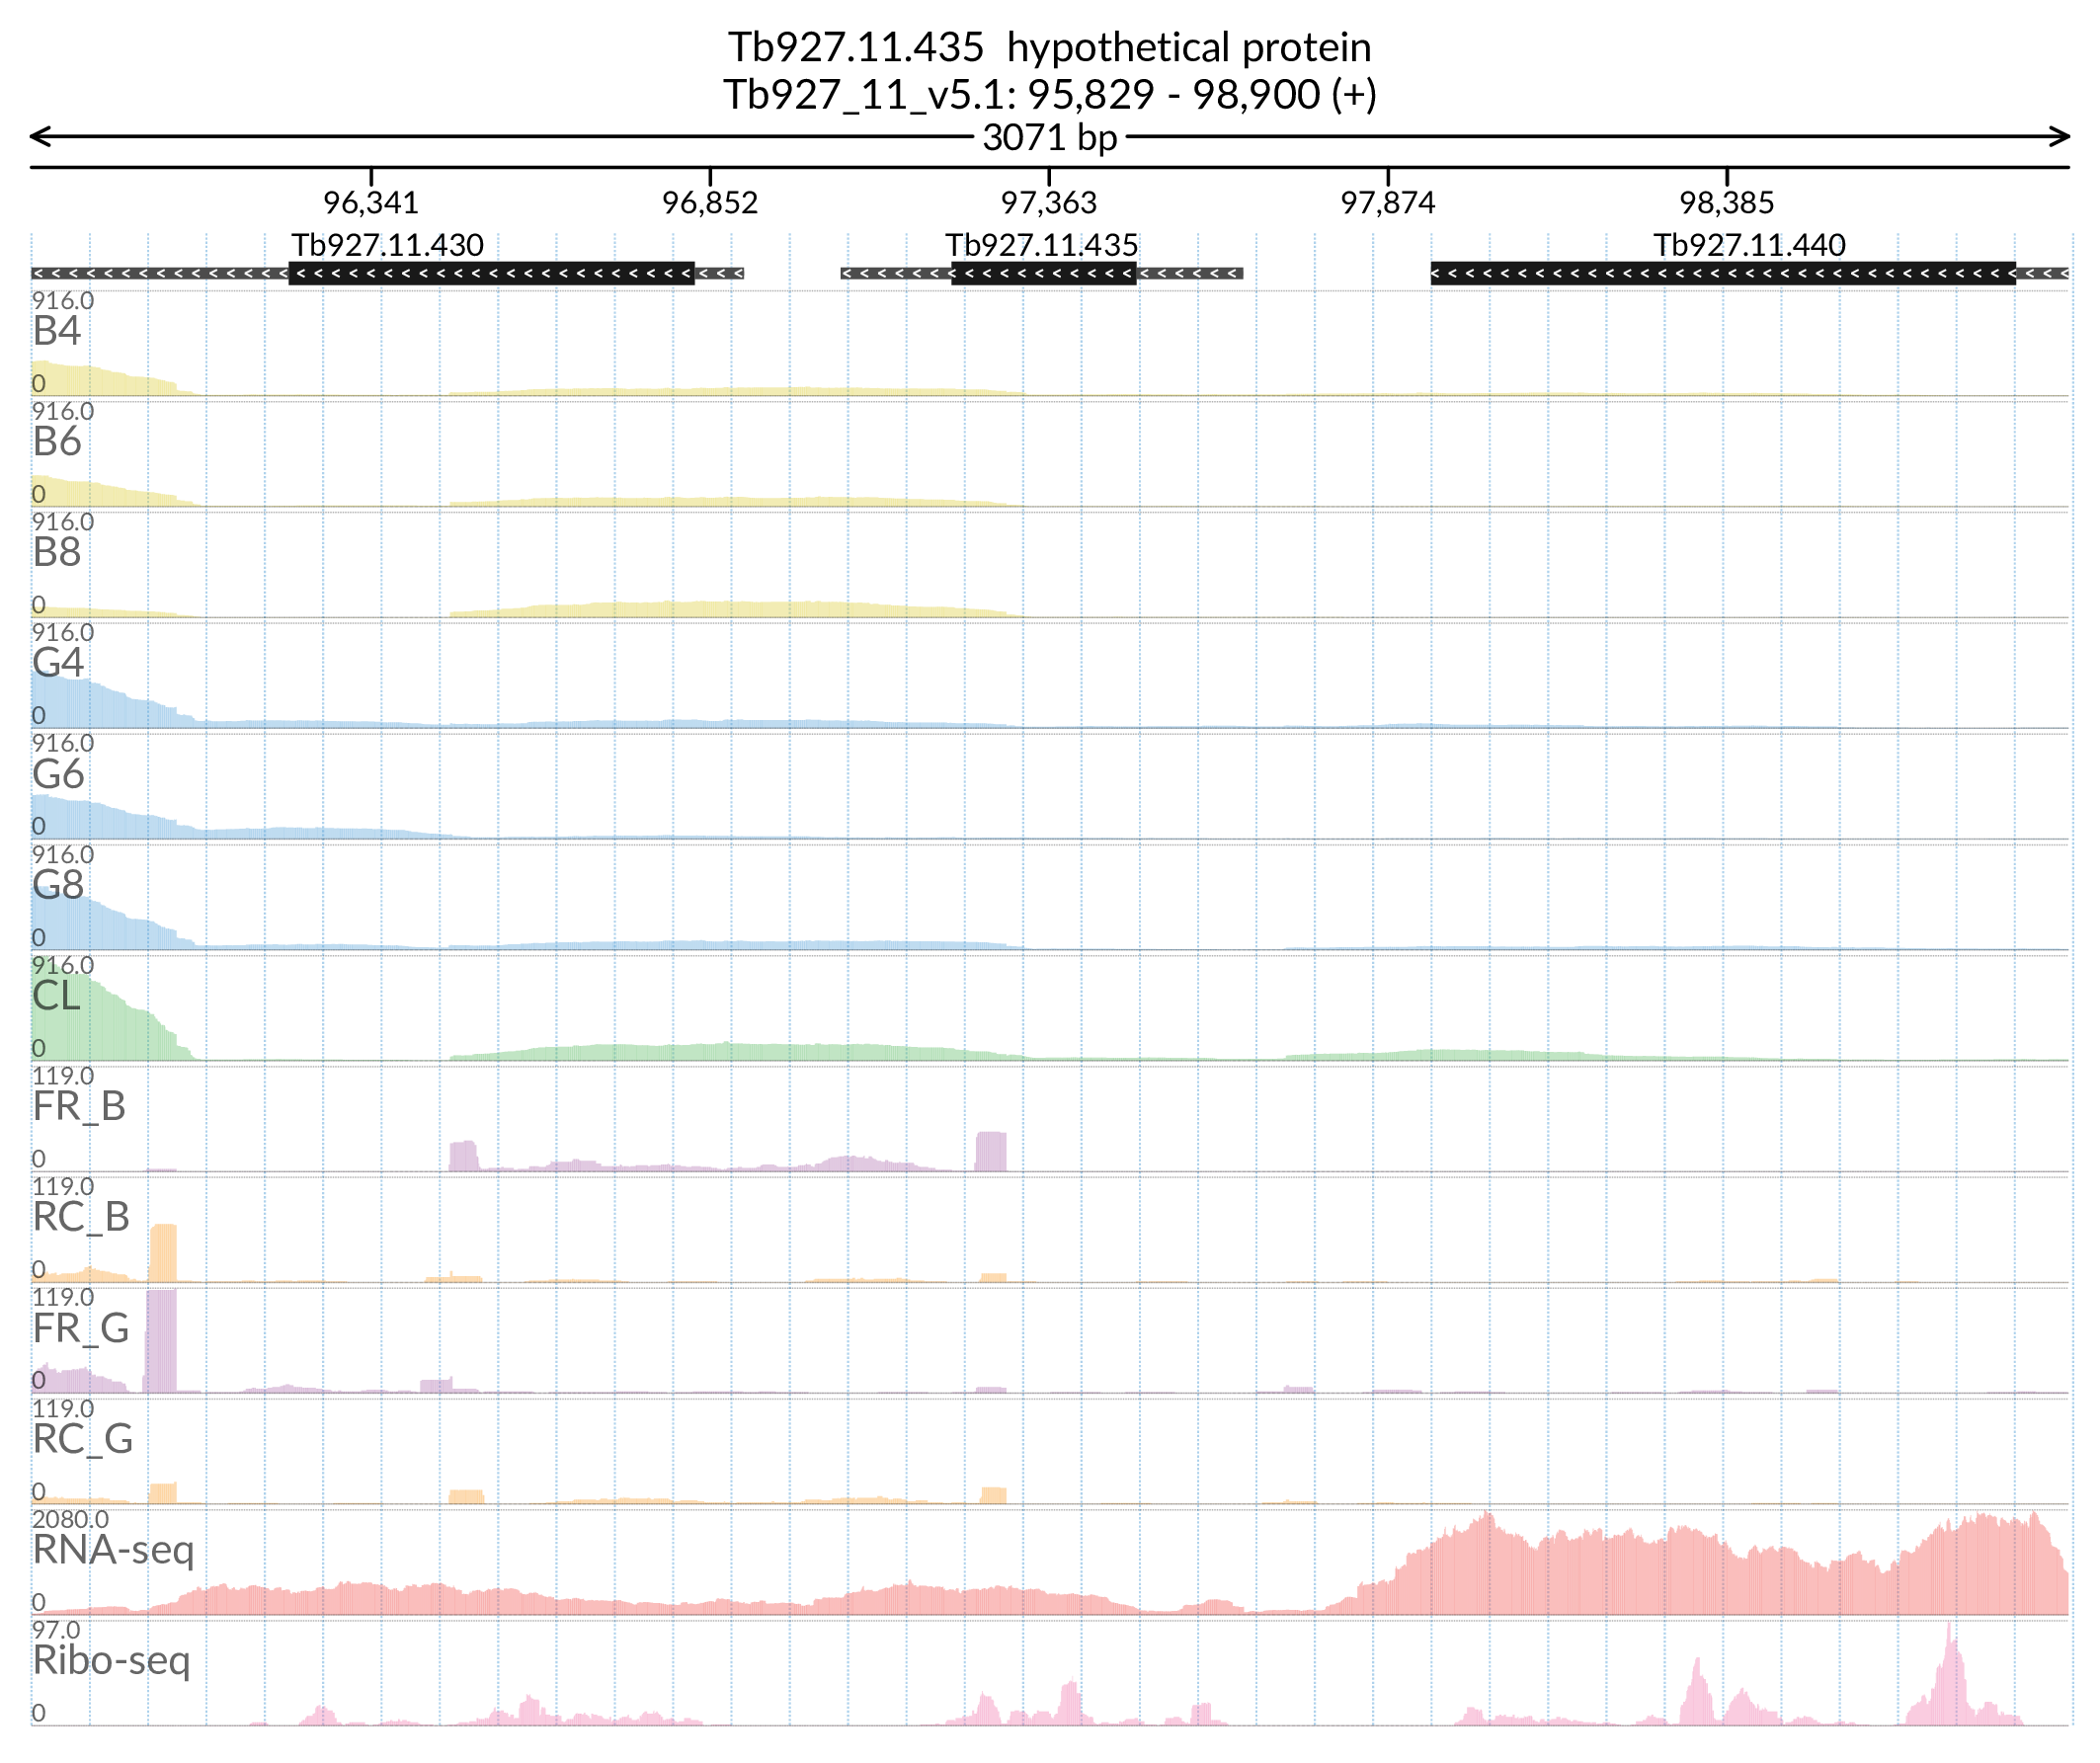 Tb927.11.435 hypothetical protein
Tb927_11_v5.1: 95,829 - 98,900 (+)
3071 bp
96,341 96,852 97,363 97,874 98,385
Tb927.11.430 Tb927.11.435 Tb927.11.440
916.0
B4
0
916.0
B6
0
916.0
B8
0
916.0
G4
0
916.0
G6
0
916.0
G8
0
916.0
CL
0
119.0
FR_B
0
119.0
RC_B
0
119.0
FR_G
0
119.0
RC_G
0
2080.0
RNA-seq
0
97.0
Ribo-seq
0